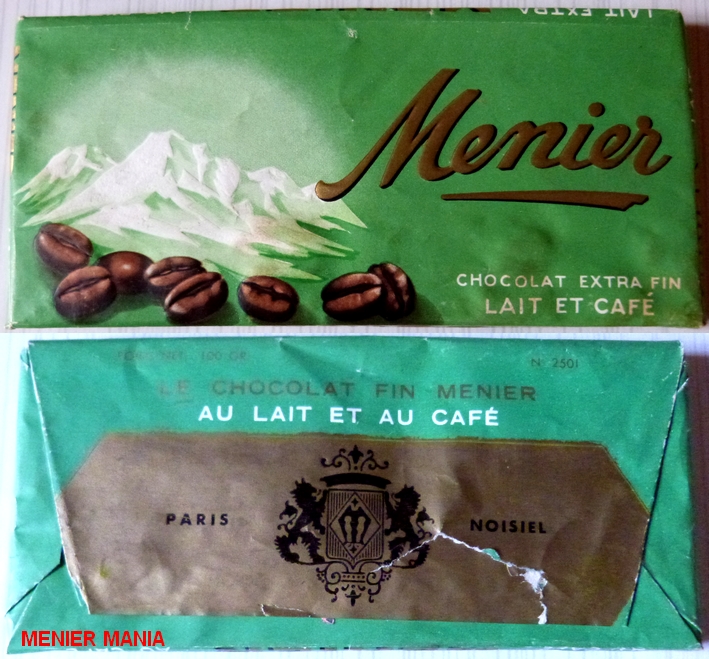 LAIT EXTRA
Menier
CHOCOLAT EXTRA FIN
LAIT ET CAFÉ
POIDS NET: 100 GR.
N. 2501
LE CHOCOLAT FIN MENIER
AU LAIT ET AU CAFÉ
PARIS
NOISIEL
MENIER MANIA